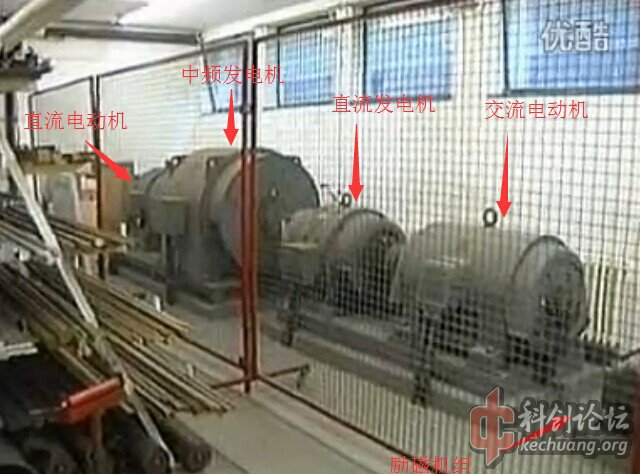 优酷
中频发电机
直流电动机
直流发电机
交流电动机
科创论坛
kechuang.org
励磁机组